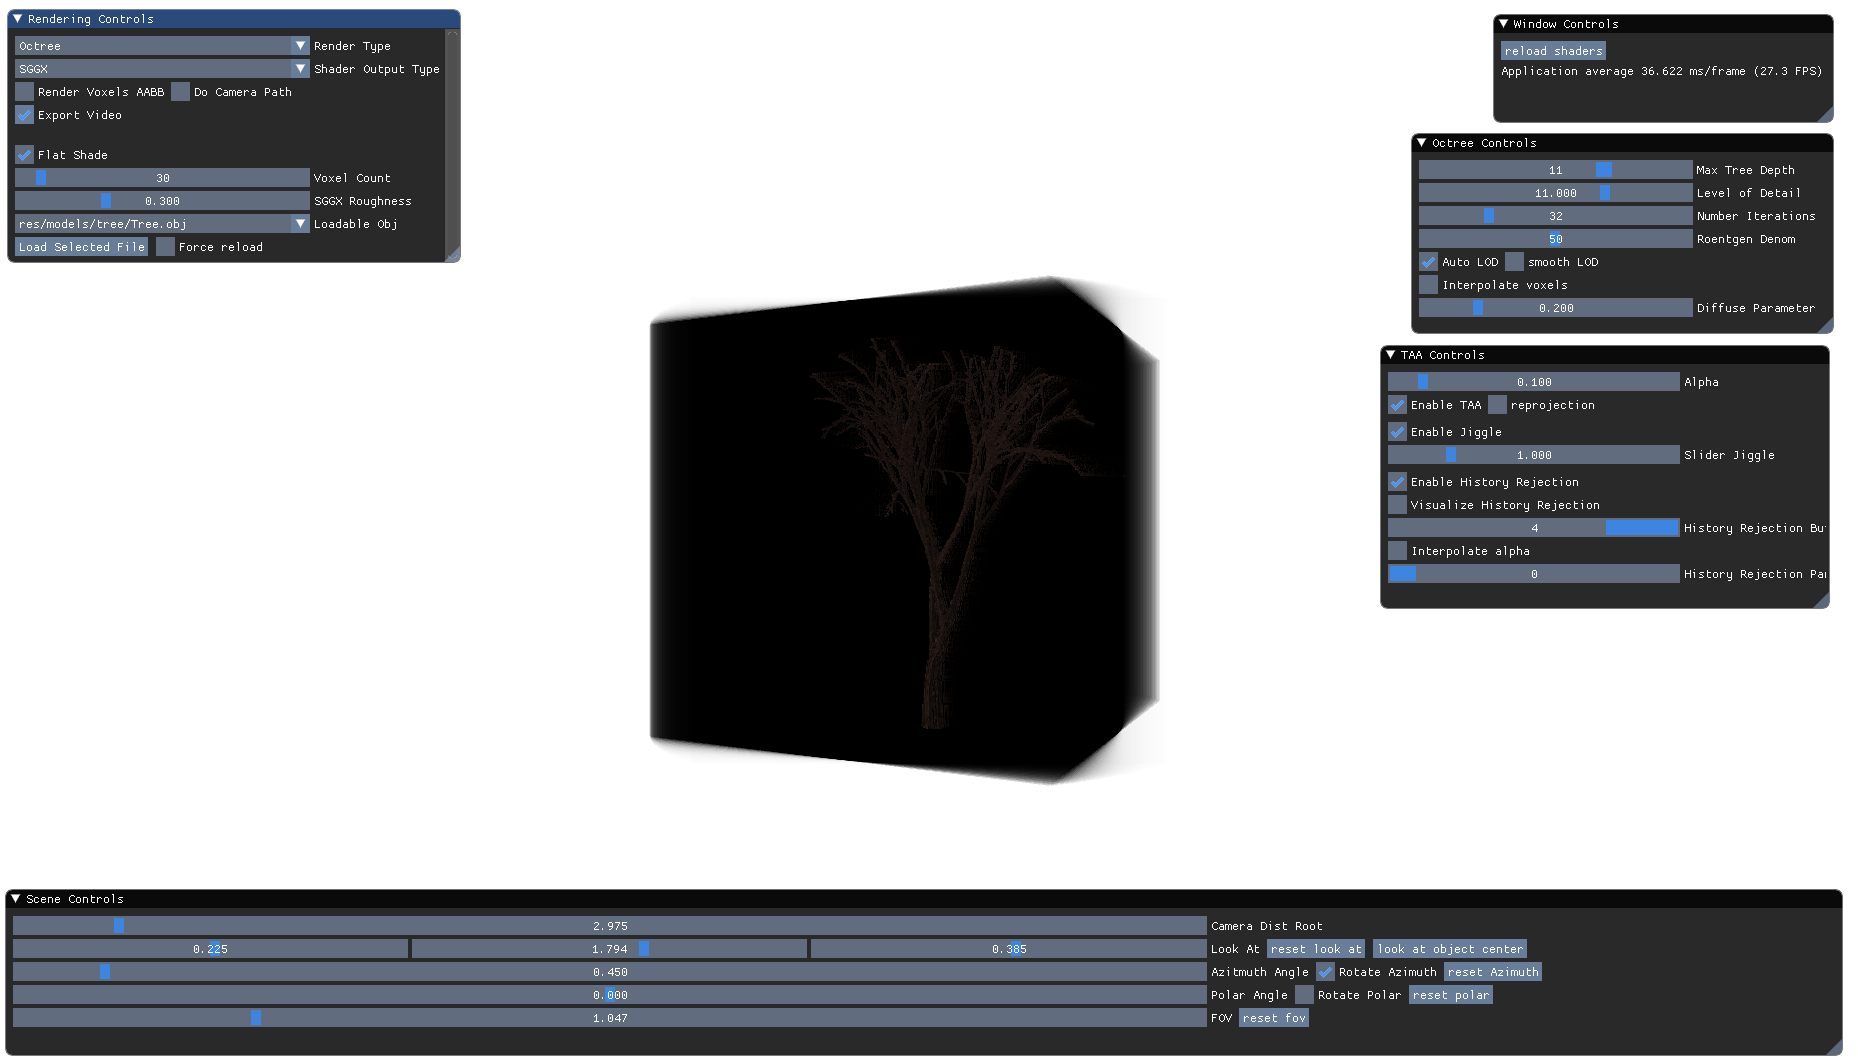 Rendering Controls
Octree Render Type
SGGX Shader Output Type
Render Voxels AABB Do Camera Path
Export Video
Flat Shade
30 Voxel Count
0.300 SGGX Roughness
res/models/tree/Tree.obj Loadable Obj
Load Selected File Force reload
Window Controls
reload shaders
Application average 36.622 ms/frame (27.3 FPS)
Octree Controls
11 Max Tree Depth
11.000 Level of Detail
32 Number Iterations
50 Roentgen Denom
Auto LOD smooth LOD
Interpolate voxels
0.200 Diffuse Parameter
TAA Controls
0.100 Alpha
Enable TAA reprojection
Enable Jiggle
1.000 Slider Jiggle
Enable History Rejection
Visualize History Rejection
4 History Rejection Bu
Interpolate alpha
0 History Rejection Pa
Scene Controls
2.975 Camera Dist Root
0.225 1.794 0.385 Look At reset look at look at object center
0.450 Azitmuth Angle Rotate Azimuth reset Azimuth
0.000 Polar Angle Rotate Polar reset polar
1.047 FOV reset fov